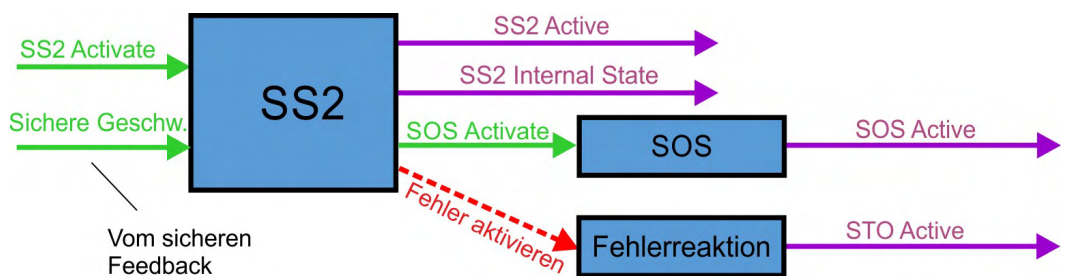 SS2 Activate
Sichere Geschw.
Vom sicheren
Feedback
SS2
SS2 Active
SS2 Internal State
SOS Activate
SOS
SOS Active
Fehler aktivieren
Fehlerreaktion
STO Active